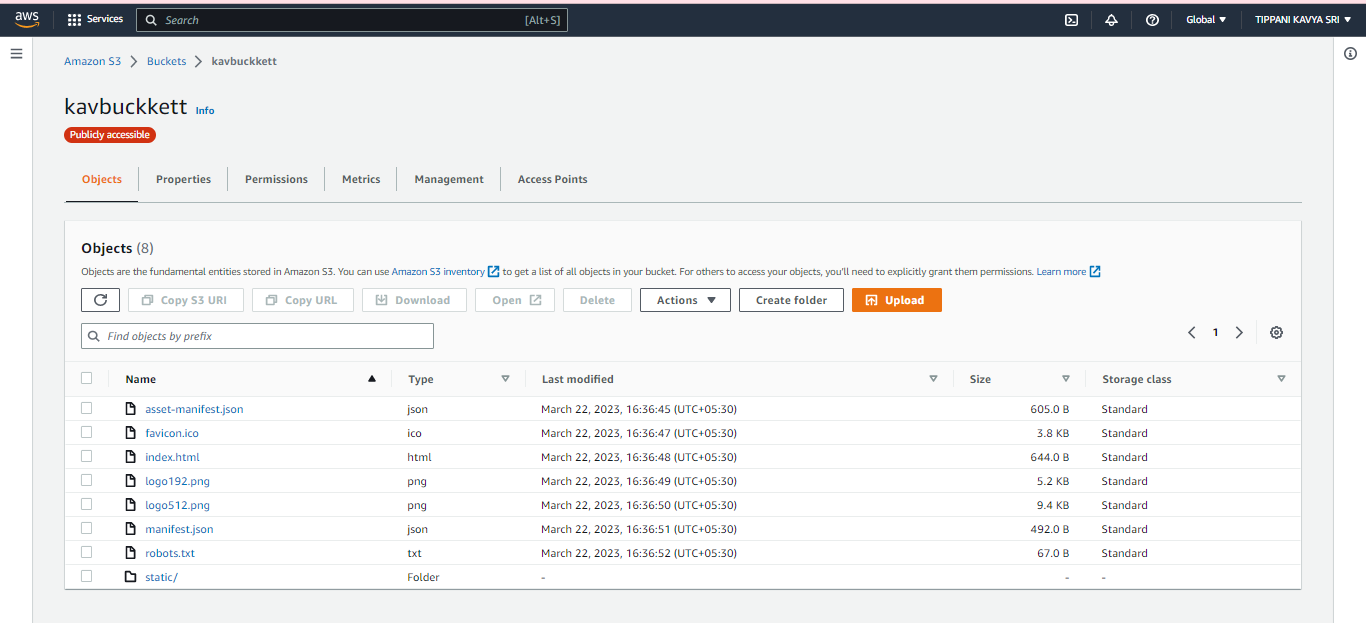 aws Services Search [Alt+S] Global TIPPANI KAVYA SRI
Amazon S3 Buckets kavbuckkett
kavbuckkett Info
Publicly accessible
Objects Properties Permissions Metrics Management Access Points
Objects (8)
Objects are the fundamental entities stored in Amazon S3. You can use Amazon S3 inventory to get a list of all objects in your bucket. For others to access your objects, you'll need to explicitly grant them permissions. Learn more
Copy S3 URI Copy URL Download Open Delete Actions Create folder Upload
Find objects by prefix 1
Name Type Last modified Size Storage class
asset-manifest.json json March 22, 2023, 16:36:45 (UTC+05:30) 605.0 B Standard
favicon.ico ico March 22, 2023, 16:36:47 (UTC+05:30) 3.8 KB Standard
index.html html March 22, 2023, 16:36:48 (UTC+05:30) 644.0 B Standard
logo192.png png March 22, 2023, 16:36:49 (UTC+05:30) 5.2 KB Standard
logo512.png png March 22, 2023, 16:36:50 (UTC+05:30) 9.4 KB Standard
manifest.json json March 22, 2023, 16:36:51 (UTC+05:30) 492.0 B Standard
robots.txt txt March 22, 2023, 16:36:52 (UTC+05:30) 67.0 B Standard
static/ Folder - - -